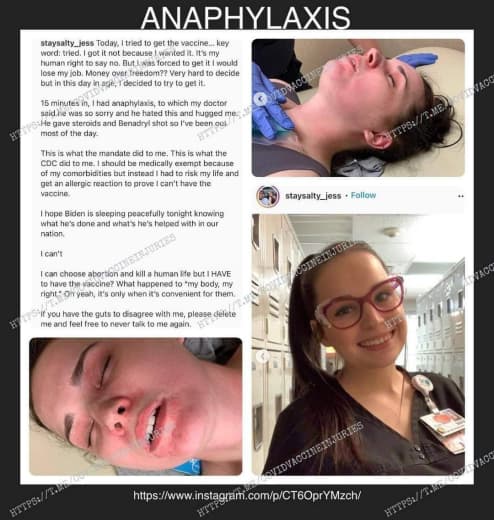 ANAPHYLAXIS
staysalty_jess Today, I tried to get the vaccine... key
word: tried. I got it not because I wanted it. It's my
human right to say no. But I was forced to get it I would
lose my job. Money over freedom?? Very hard to decide
but in this day in age, I decided to try to get it.
15 minutes in, I had anaphylaxis, to which my doctor
said he was so sorry and he hated this and hugged me.
He gave steroids and Benadryl shot so I've been out
most of the day.
This is what the mandate did to me. This is what the
CDC did to me. I should be medically exempt because
of my comorbidities but instead I had to risk my life and
get an allergic reaction to prove I can't have the
vaccine.
I hope Biden is sleeping peacefully tonight knowing
what he's done and what's he's helped with in our
nation.
I can't
I can choose abortion and kill a human life but I HAVE
to have the vaccine? What happened to "my body, my
right." Oh yeah, it's only when it's convenient for them.
If you have the guts to disagree with me, please delete
me and feel free to never talk to me again.
staysalty_jess · Follow
HTTPS://T.ME/COVIDVACCINEINJURIES
https://www.instagram.com/p/CT6OprYMzch/